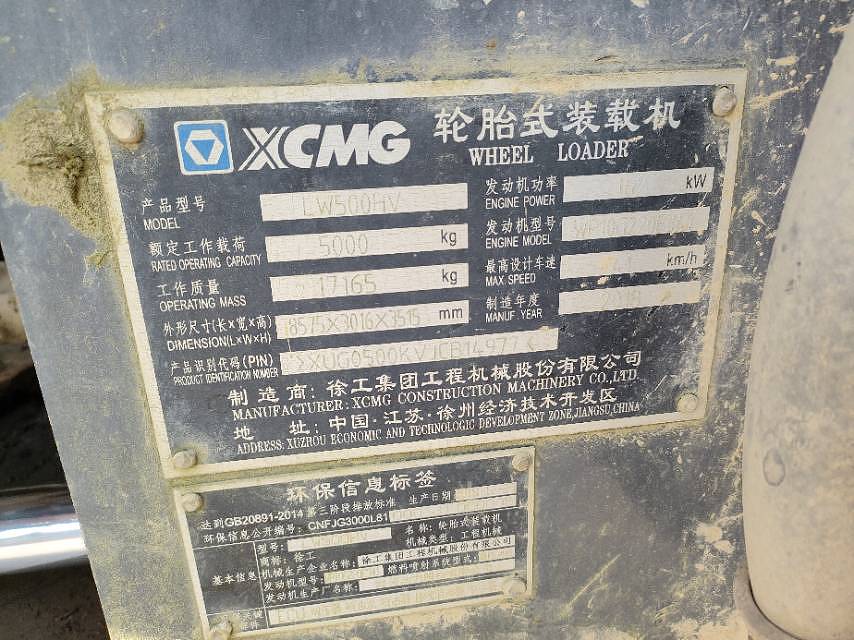 XCMG 轮胎式装载机
WHEEL LOADER
产品型号 MODEL LW500HV
发动机功率 ENGINE POWER kW
额定工作载荷 RATED OPERATING CAPACITY 5000 kg
发动机型号 ENGINE MODEL
工作质量 OPERATING MASS 17165 kg
最高设计车速 MAX SPEED km/h
外形尺寸(长×宽×高) DIMENSION(L×W×H) 8575X3016X3515 mm
制造年度 MANUF YEAR
产品识别代码(PIN) PRODUCT IDENTIFICATION NUMBER
制造商: 徐工集团工程机械股份有限公司
MANUFACTURER: XCMG CONSTRUCTION MACHINERY CO.,LTD.
地 址: 中国·江苏·徐州经济技术开发区
ADDRESS: XUZHOU ECONOMIC AND TECHNOLOGIC DEVELOPMENT ZONE,JIANGSU,CHINA
环保信息标签
达到GB20891-2014 第三阶段排放标准 生产日期
环保信息公开编号: CNFJG3000L81
型号: 名称: 轮胎式装载机
商标: 徐工 机械类型: 工程机械
基本信息 机械生产企业名称: 徐工集团工程机械股份有限公司
发动机型号: 燃料喷射系统型式:
发动机生产厂名称: